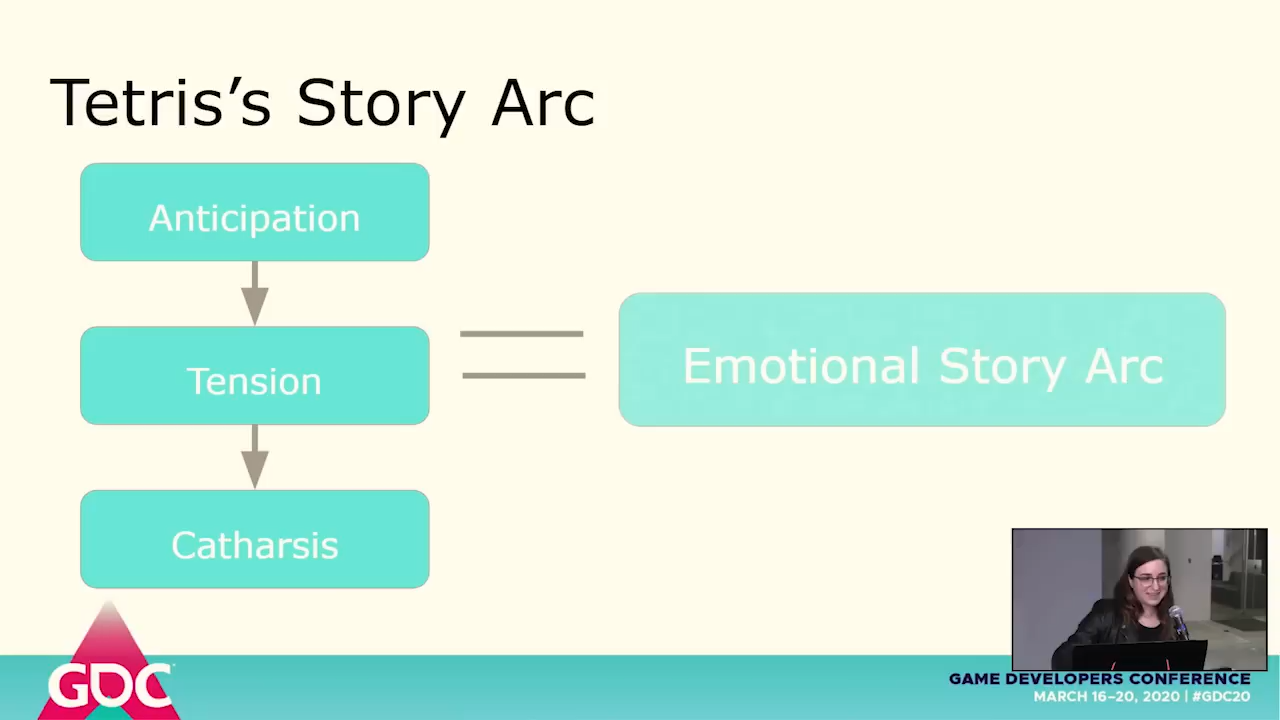 Tetris’s Story Arc
Anticipation
Tension
Catharsis
Emotional Story Arc
GDC
GAME DEVELOPERS CONFERENCE
MARCH 16–20, 2020 | #GDC20